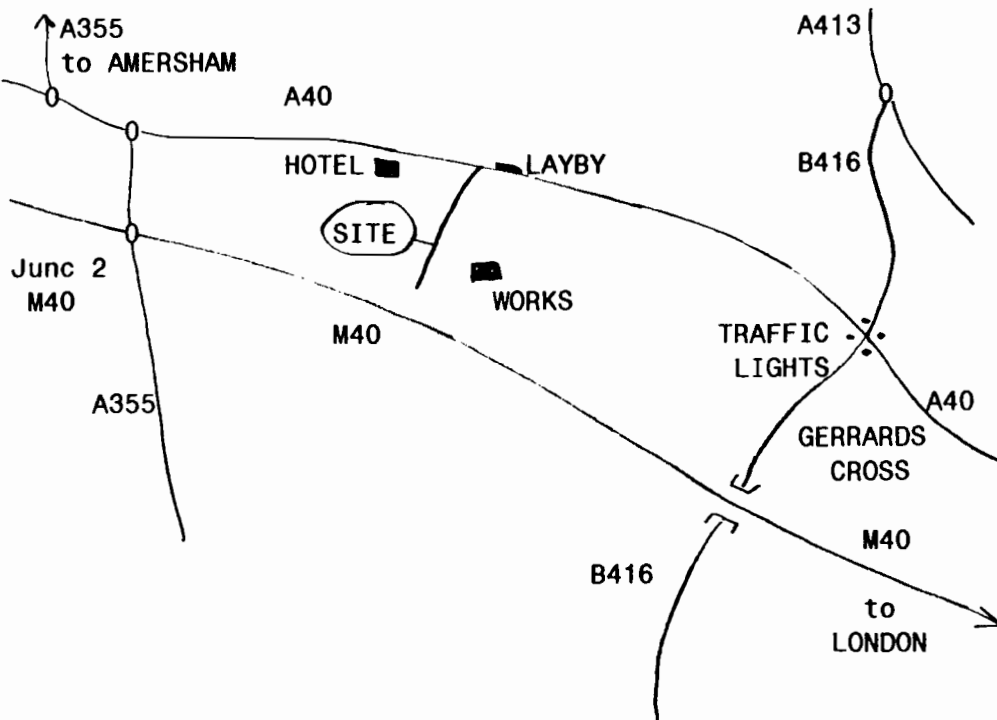 A355
to AMERSHAM
A413
A40
B416
HOTEL
LAYBY
SITE
Junc 2
M40
WORKS
M40
TRAFFIC
LIGHTS
A355
A40
GERRARDS
CROSS
M40
B416
to
LONDON